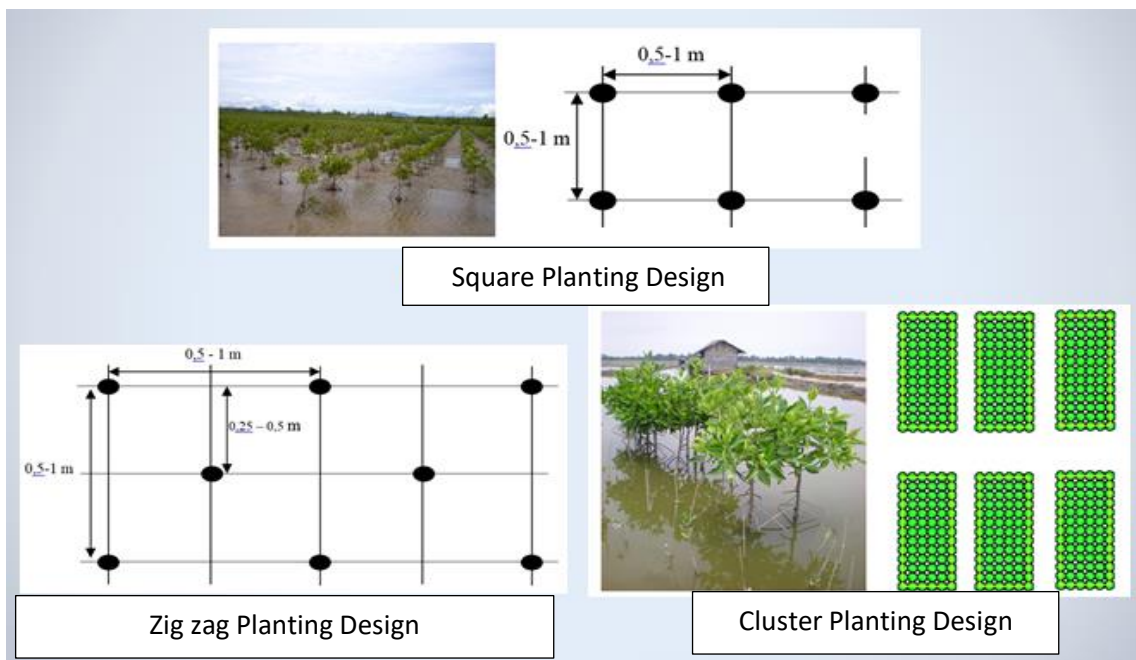 0,5-1 m
0,5-1 m
Square Planting Design
0,5 - 1 m
0,25 – 0,5 m
0,5-1 m
Zig zag Planting Design
Cluster Planting Design